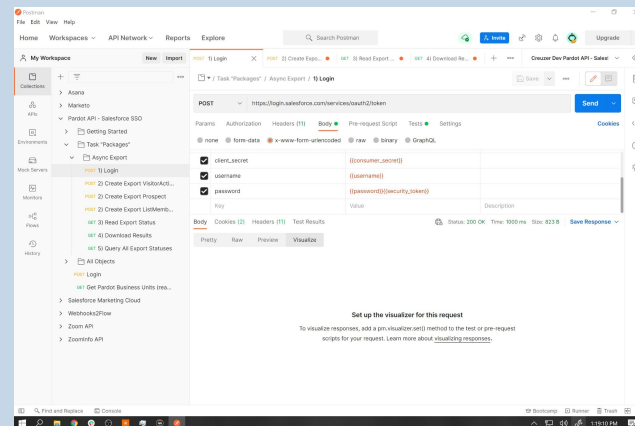 Postman
File Edit View Help
Home Workspaces API Network Reports Explore Search Postman Invite Upgrade
My Workspace New Import POST 1) Login POST 2) Create Expo... GET 3) Read Export ... GET 4) Download Re... Creuzer Dev Pardot API - Salesf
Collections
APIs
Environments
Mock Servers
Monitors
Flows
History
Asana
Marketo
Pardot API - Salesforce SSO
Getting Started
Task "Packages"
Async Export
POST 1) Login
POST 2) Create Export VisitorActi...
POST 2) Create Export Prospect
POST 2) Create Export ListMemb...
GET 3) Read Export Status
GET 4) Download Results
GET 5) Query All Export Statuses
All Objects
POST Login
GET Get Pardot Business Units (rea...
Salesforce Marketing Cloud
Webhooks2Flow
Zoom API
ZoomInfo API
/ Task "Packages" / Async Export / 1) Login Save
POST https://login.salesforce.com/services/oauth2/token Send
Params Authorization Headers (11) Body Pre-request Script Tests Settings Cookies
none form-data x-www-form-urlencoded raw binary GraphQL
client_secret {{consumer_secret}}
username {{username}}
password {{password}}{{security_token}}
Key Value Description
Body Cookies (2) Headers (11) Test Results Status: 200 OK Time: 1000 ms Size: 823 B Save Response
Pretty Raw Preview Visualize
Set up the visualizer for this request
To visualize responses, add a pm.visualizer.set() method to the test or pre-request
scripts for your request. Learn more about visualizing responses.
Find and Replace Console Bootcamp Runner Trash
1:19:10 PM